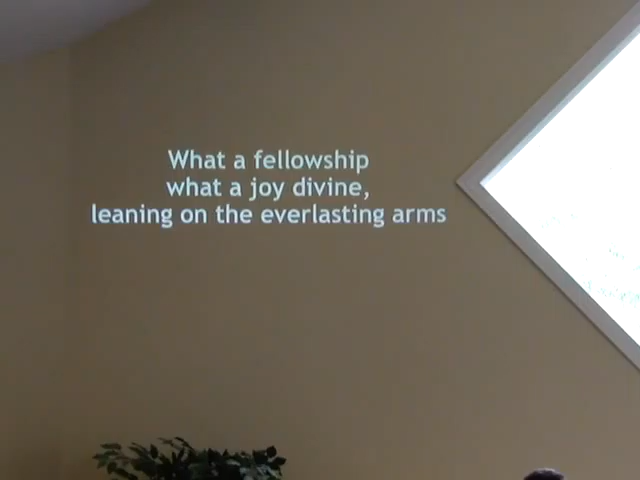 What a fellowship
what a joy divine,
leaning on the everlasting arms